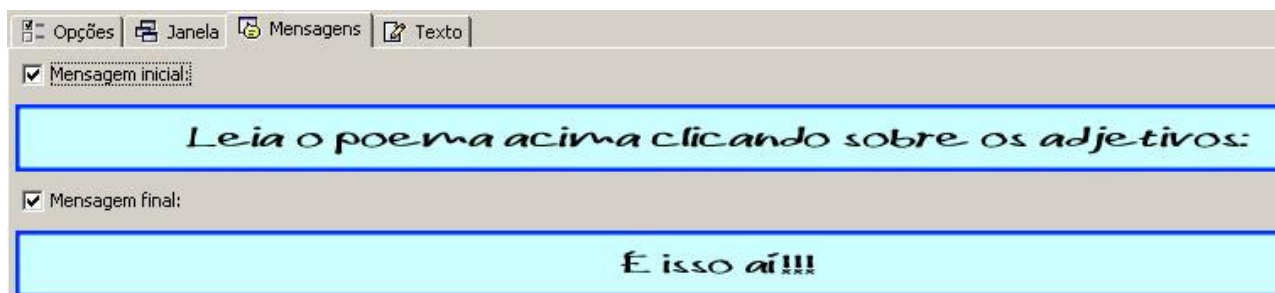 Opções Janela Mensagens Texto
Mensagem inicial:
Leia o poema acima clicando sobre os adjetivos:
Mensagem final:
É isso aí!!!